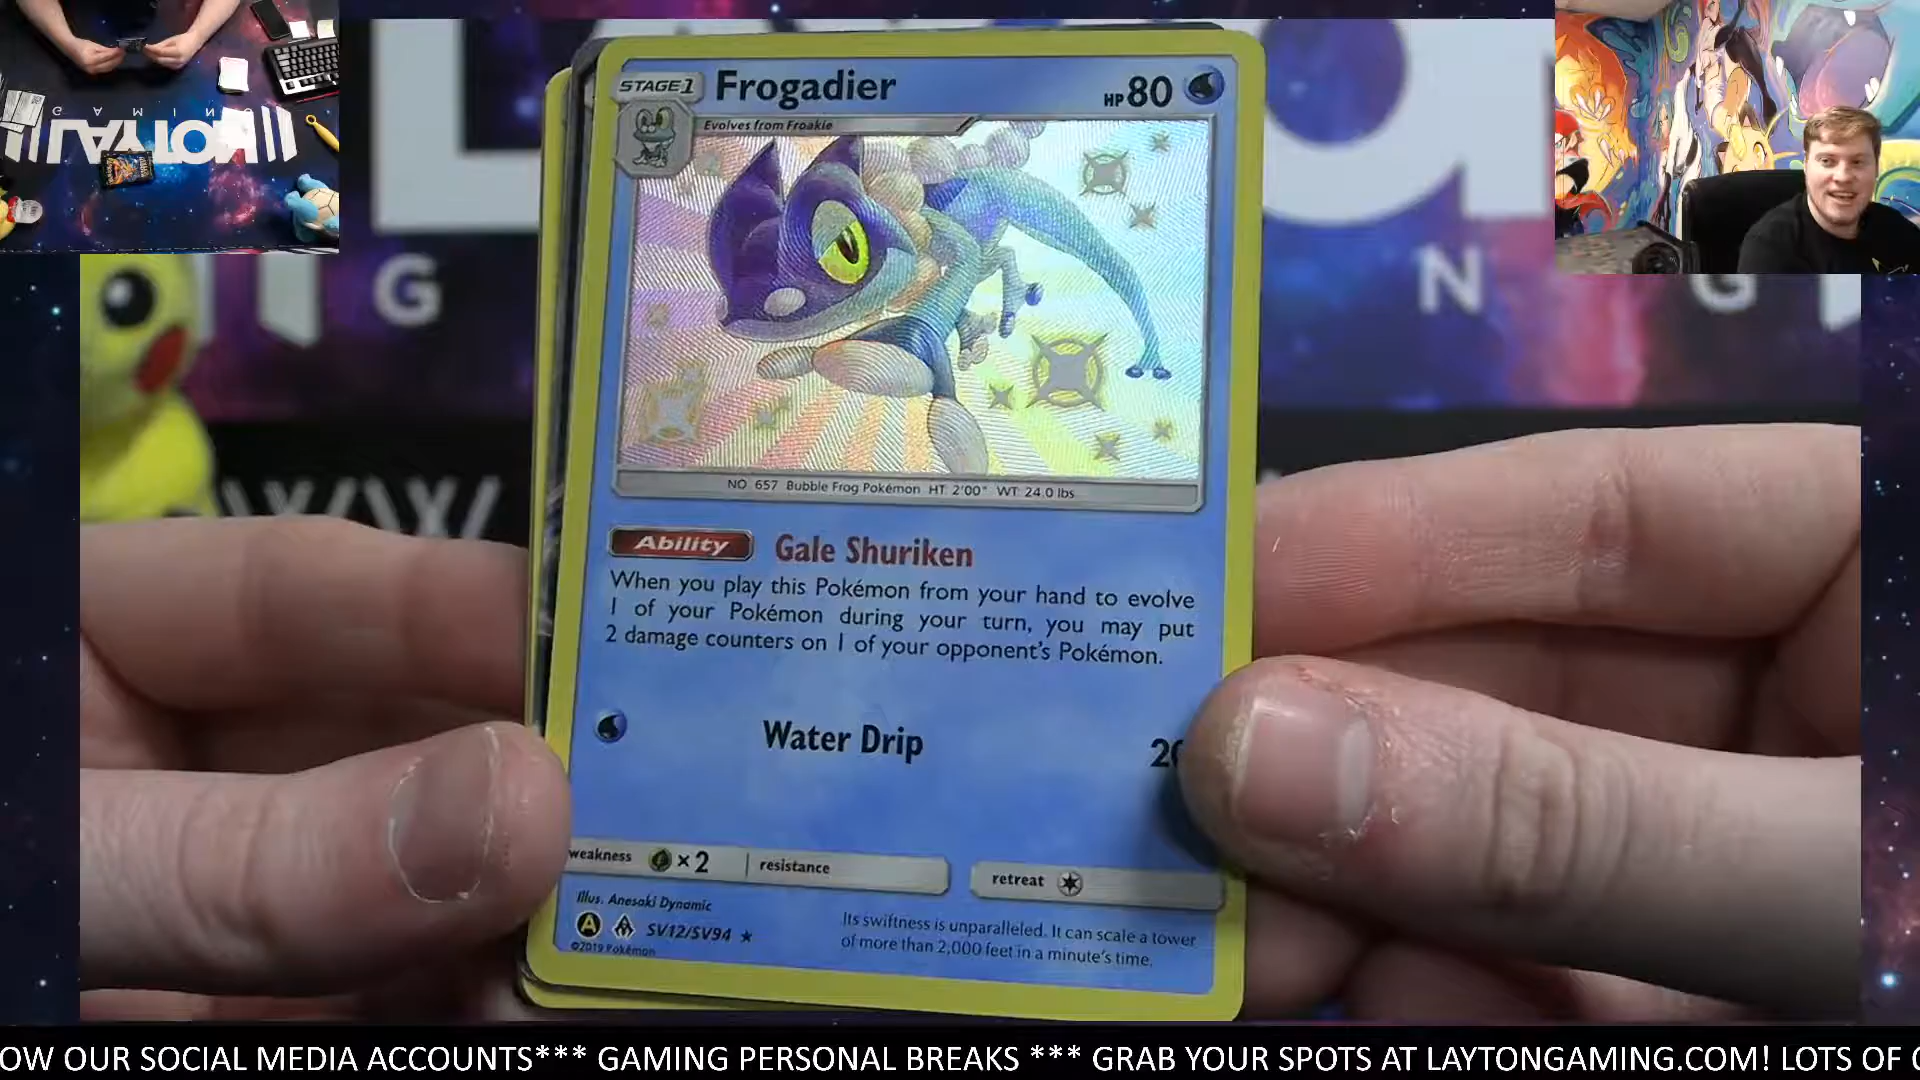 STAGE 1 Frogadier HP 80
Evolves from Froakie
NO. 657 Bubble Frog Pokémon HT: 2'00" WT: 24.0 lbs
Ability Gale Shuriken
When you play this Pokémon from your hand to evolve
1 of your Pokémon during your turn, you may put
2 damage counters on 1 of your opponent's Pokémon.
Water Drip 20
weakness ×2 resistance retreat
Illus. Anesaki Dynamic
A SV12/SV94
©2019 Pokémon
Its swiftness is unparalleled. It can scale a tower
of more than 2,000 feet in a minute's time.
G
N G
GAMING
OW OUR SOCIAL MEDIA ACCOUNTS*** GAMING PERSONAL BREAKS *** GRAB YOUR SPOTS AT LAYTONGAMING.COM! LOTS OF